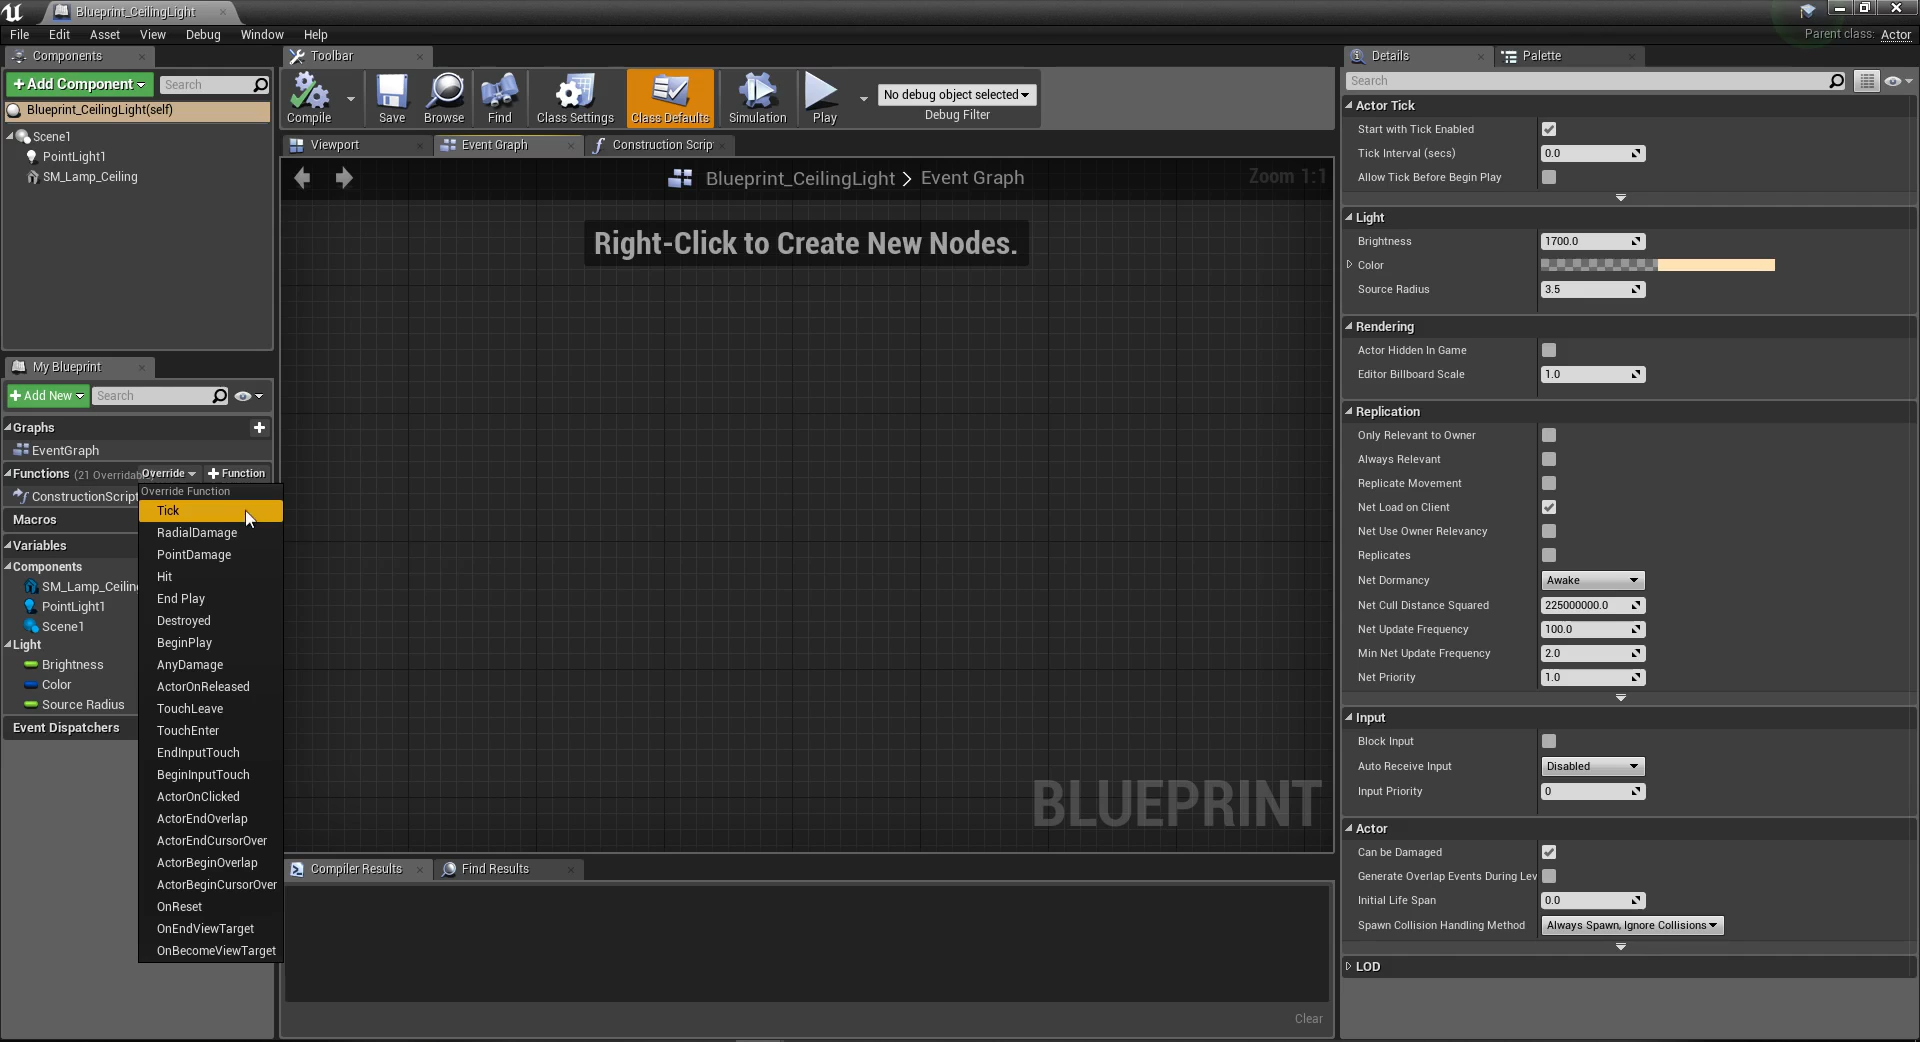 Blueprint_CeilingLight
File Edit Asset View Debug Window Help
Parent class: Actor
Components
+ Add Component
Search
Blueprint_CeilingLight(self)
Scene1
PointLight1
SM_Lamp_Ceiling
My Blueprint
+ Add New
Search
Graphs
EventGraph
Functions (21 Overridab
Override
+ Function
ConstructionScript
Macros
Variables
Components
SM_Lamp_Ceilin
PointLight1
Scene1
Light
Brightness
Color
Source Radius
Event Dispatchers
Override Function
Tick
RadialDamage
PointDamage
Hit
End Play
Destroyed
BeginPlay
AnyDamage
ActorOnReleased
TouchLeave
TouchEnter
EndInputTouch
BeginInputTouch
ActorOnClicked
ActorEndOverlap
ActorEndCursorOver
ActorBeginOverlap
ActorBeginCursorOver
OnReset
OnEndViewTarget
OnBecomeViewTarget
Toolbar
Compile
Save
Browse
Find
Class Settings
Class Defaults
Simulation
Play
No debug object selected
Debug Filter
Viewport
Event Graph
Construction Scrip
Blueprint_CeilingLight > Event Graph
Zoom 1:1
Right-Click to Create New Nodes.
BLUEPRINT
Compiler Results
Find Results
Clear
Details
Palette
Search
Actor Tick
Start with Tick Enabled
Tick Interval (secs) 0.0
Allow Tick Before Begin Play
Light
Brightness 1700.0
Color
Source Radius 3.5
Rendering
Actor Hidden In Game
Editor Billboard Scale 1.0
Replication
Only Relevant to Owner
Always Relevant
Replicate Movement
Net Load on Client
Net Use Owner Relevancy
Replicates
Net Dormancy Awake
Net Cull Distance Squared 225000000.0
Net Update Frequency 100.0
Min Net Update Frequency 2.0
Net Priority 1.0
Input
Block Input
Auto Receive Input Disabled
Input Priority 0
Actor
Can be Damaged
Generate Overlap Events During Lev
Initial Life Span 0.0
Spawn Collision Handling Method Always Spawn, Ignore Collisions
LOD